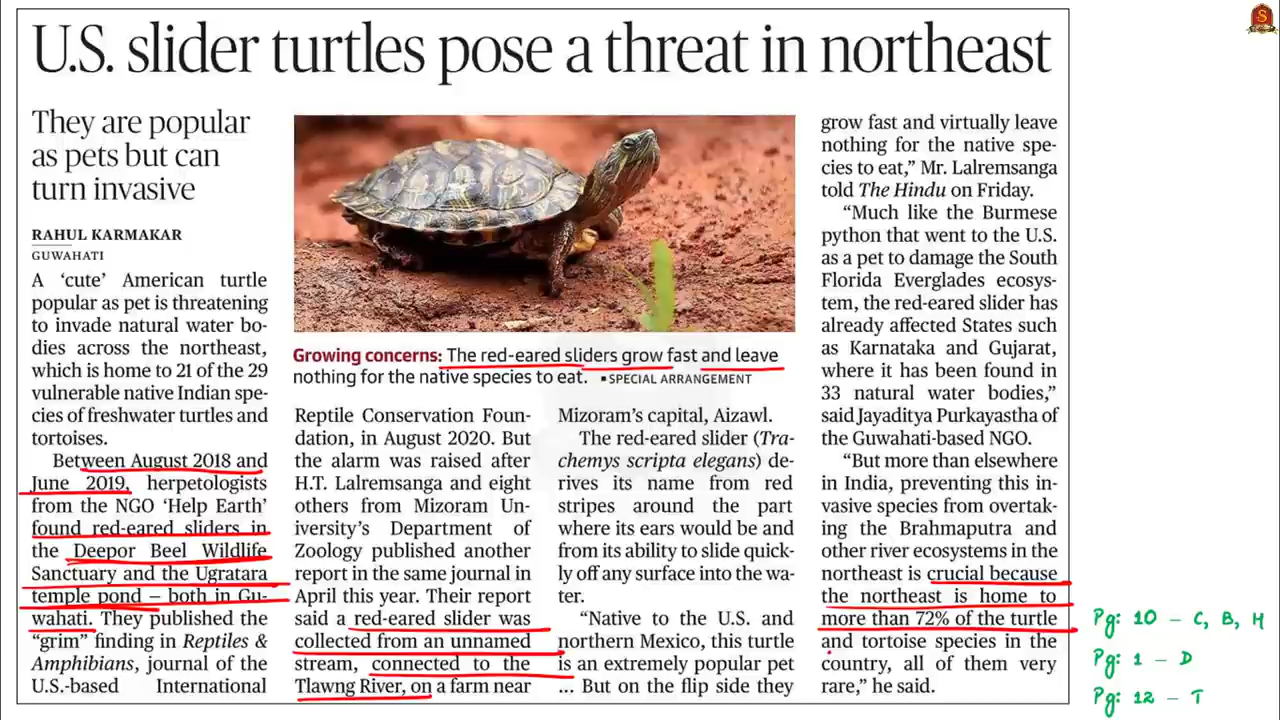 U.S. slider turtles pose a threat in northeast
They are popular
as pets but can
turn invasive
RAHUL KARMAKAR
GUWAHATI
A ‘cute’ American turtle
popular as pet is threatening
to invade natural water bo-
dies across the northeast,
which is home to 21 of the 29
vulnerable native Indian spe-
cies of freshwater turtles and
tortoises.
Between August 2018 and
June 2019, herpetologists
from the NGO ‘Help Earth’
found red-eared sliders in
the Deepor Beel Wildlife
Sanctuary and the Ugratara
temple pond – both in Gu-
wahati. They published the
“grim” finding in Reptiles &
Amphibians, journal of the
U.S.-based International
Growing concerns: The red-eared sliders grow fast and leave
nothing for the native species to eat. ▪ SPECIAL ARRANGEMENT
Reptile Conservation Foun-
dation, in August 2020. But
the alarm was raised after
H.T. Lalremsanga and eight
others from Mizoram Un-
iversity’s Department of
Zoology published another
report in the same journal in
April this year. Their report
said a red-eared slider was
collected from an unnamed
stream, connected to the
Tlawng River, on a farm near
Mizoram’s capital, Aizawl.
The red-eared slider (Tra-
chemys scripta elegans) de-
rives its name from red
stripes around the part
where its ears would be and
from its ability to slide quick-
ly off any surface into the wa-
ter.
“Native to the U.S. and
northern Mexico, this turtle
is an extremely popular pet
... But on the flip side they
grow fast and virtually leave
nothing for the native spe-
cies to eat,” Mr. Lalremsanga
told The Hindu on Friday.
“Much like the Burmese
python that went to the U.S.
as a pet to damage the South
Florida Everglades ecosys-
tem, the red-eared slider has
already affected States such
as Karnataka and Gujarat,
where it has been found in
33 natural water bodies,”
said Jayaditya Purkayastha of
the Guwahati-based NGO.
“But more than elsewhere
in India, preventing this in-
vasive species from overtak-
ing the Brahmaputra and
other river ecosystems in the
northeast is crucial because
the northeast is home to
more than 72% of the turtle
and tortoise species in the
country, all of them very
rare,” he said.
Pg: 10 – C, B, H
Pg: 1 – D
Pg: 12 – T